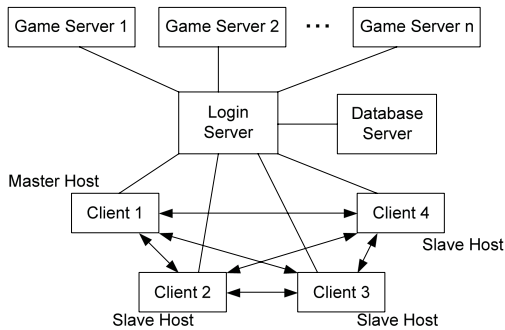 Game Server 1
Game Server 2
...
Game Server n
Login
Server
Database
Server
Master Host
Client 1
Client 4
Slave Host
Client 2
Client 3
Slave Host
Slave Host